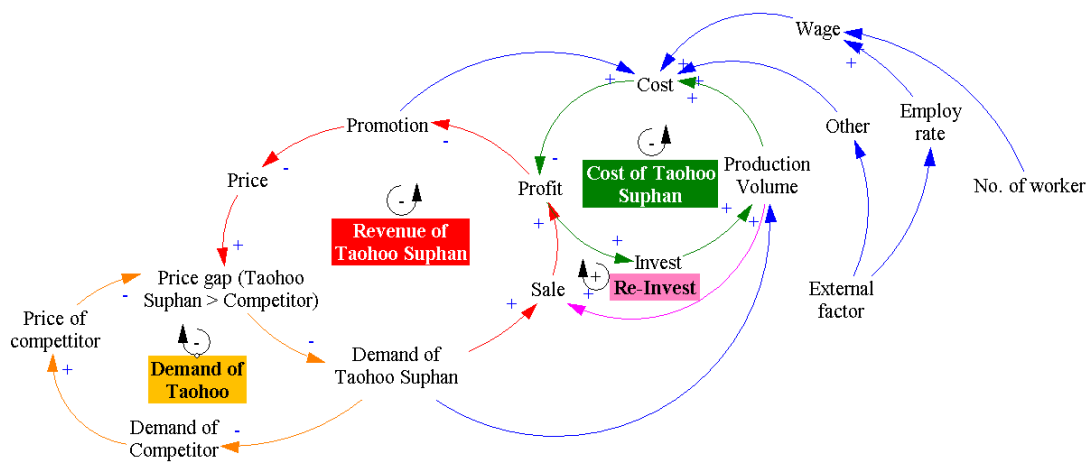 Wage
+
+
+
+
+
Cost
Employ
rate
Other
Promotion
-
-
-
Cost of Taohoo
Suphan
-
Production
Volume
Price
-
Profit
No. of worker
-
Revenue of
Taohoo Suphan
+
+
+
+
+
Invest
Price gap (Taohoo
Suphan > Competitor)
+
Re-Invest
Sale
+
+
External
factor
-
Price of
compettitor
-
-
Demand of
Taohoo
Demand of
Taohoo Suphan
+
Demand of
Competitor
-